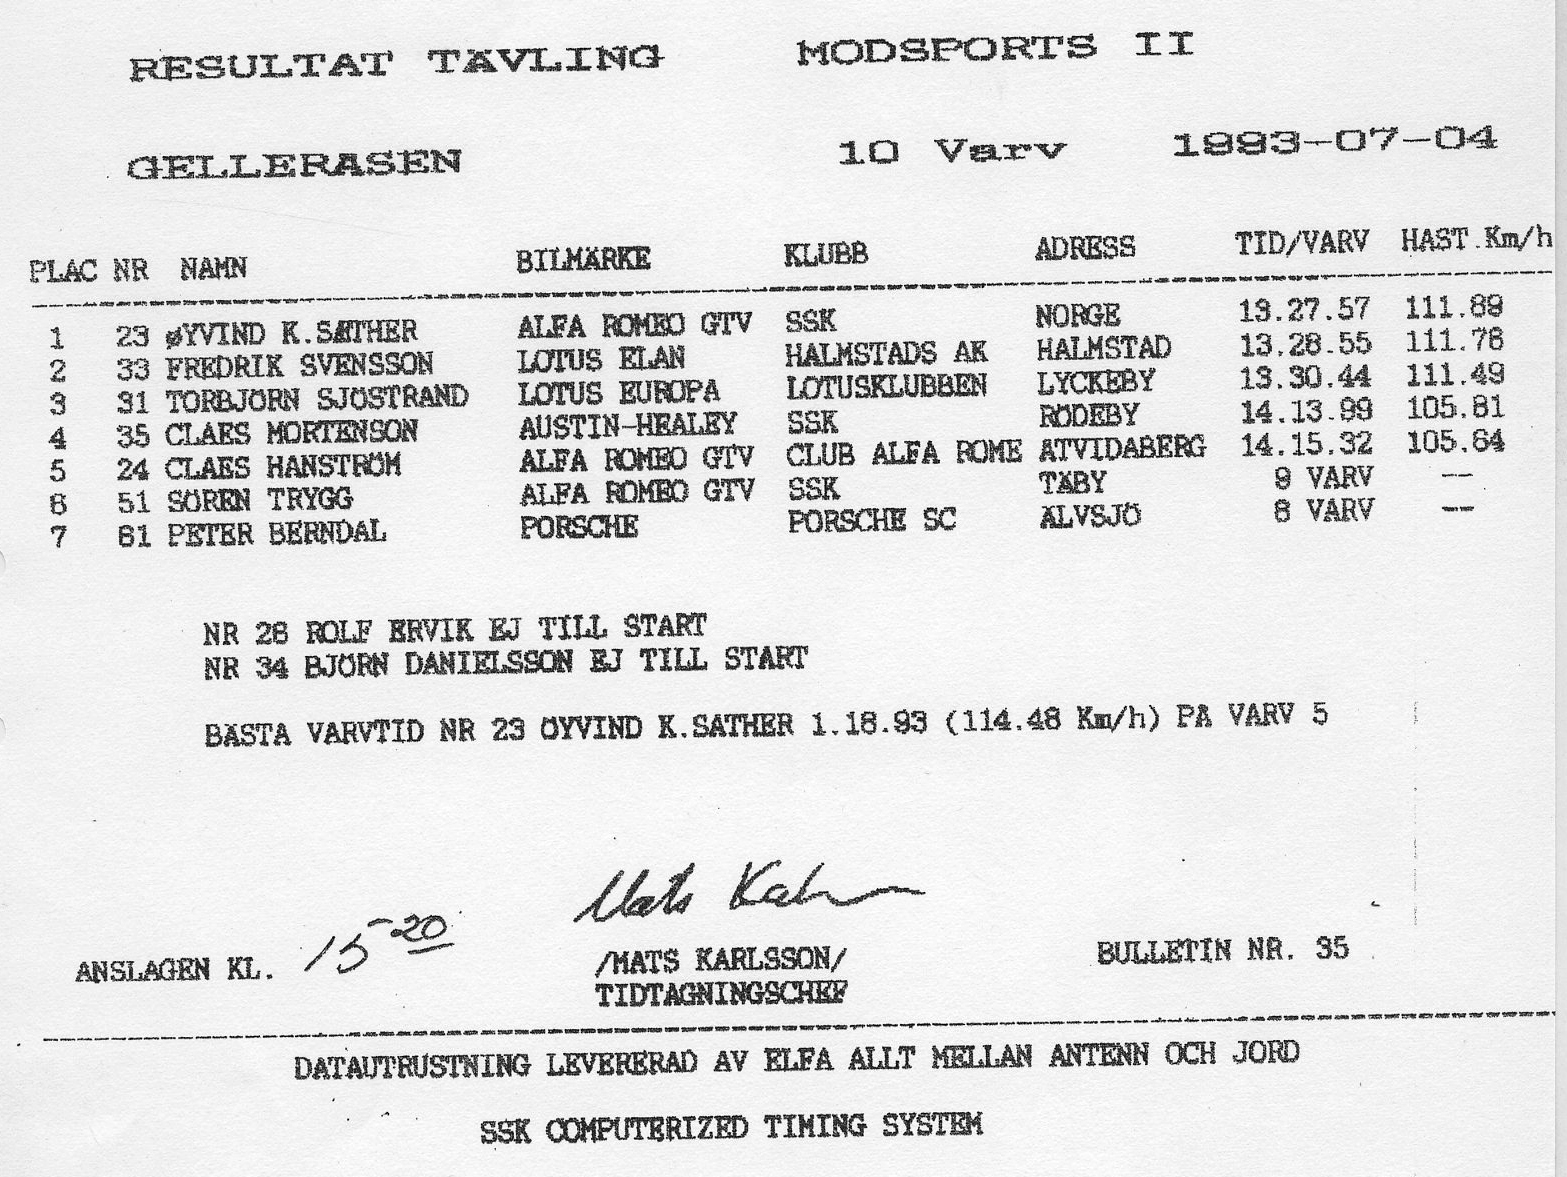 RESULTAT TÄVLING MODSPORTS II
GELLERASEN 10 Varv 1993-07-04
PLAC NR NAMN BILMÄRKE KLUBB ADRESS TID/VARV HAST.Km/h
1 23 øYVIND K.SÆTHER ALFA ROMEO GTV SSK NORGE 13.27.57 111.89
2 33 FREDRIK SVENSSON LOTUS ELAN HALMSTADS AK HALMSTAD 13.28.55 111.76
3 31 TORBJÖRN SJÖSTRAND LOTUS EUROPA LOTUSKLUBBEN LYCKEBY 13.30.44 111.49
4 35 CLAES MORTENSON AUSTIN-HEALEY SSK RÖDEBY 14.13.99 105.81
5 24 CLAES HANSTRÖM ALFA ROMEO GTV CLUB ALFA ROME ÅTVIDABERG 14.15.32 105.64
6 51 SÖREN TRYGG ALFA ROMEO GTV SSK TÄBY 9 VARV --
7 61 PETER BERNDAL PORSCHE PORSCHE SC ÄLVSJÖ 8 VARV --
NR 26 ROLF ERVIK EJ TILL START
NR 34 BJÖRN DANIELSSON EJ TILL START
BÄSTA VARVTID NR 23 ÖYVIND K.SATHER 1.18.93 (114.48 Km/h) PÅ VARV 5
Mats Karlsson
ANSLAGEN KL. 15-20 /MATS KARLSSON/ BULLETIN NR. 35
TIDTAGNINGSCHEF
DATAUTRUSTNING LEVERERAD AV ELFA ALLT MELLAN ANTENN OCH JORD
SSK COMPUTERIZED TIMING SYSTEM